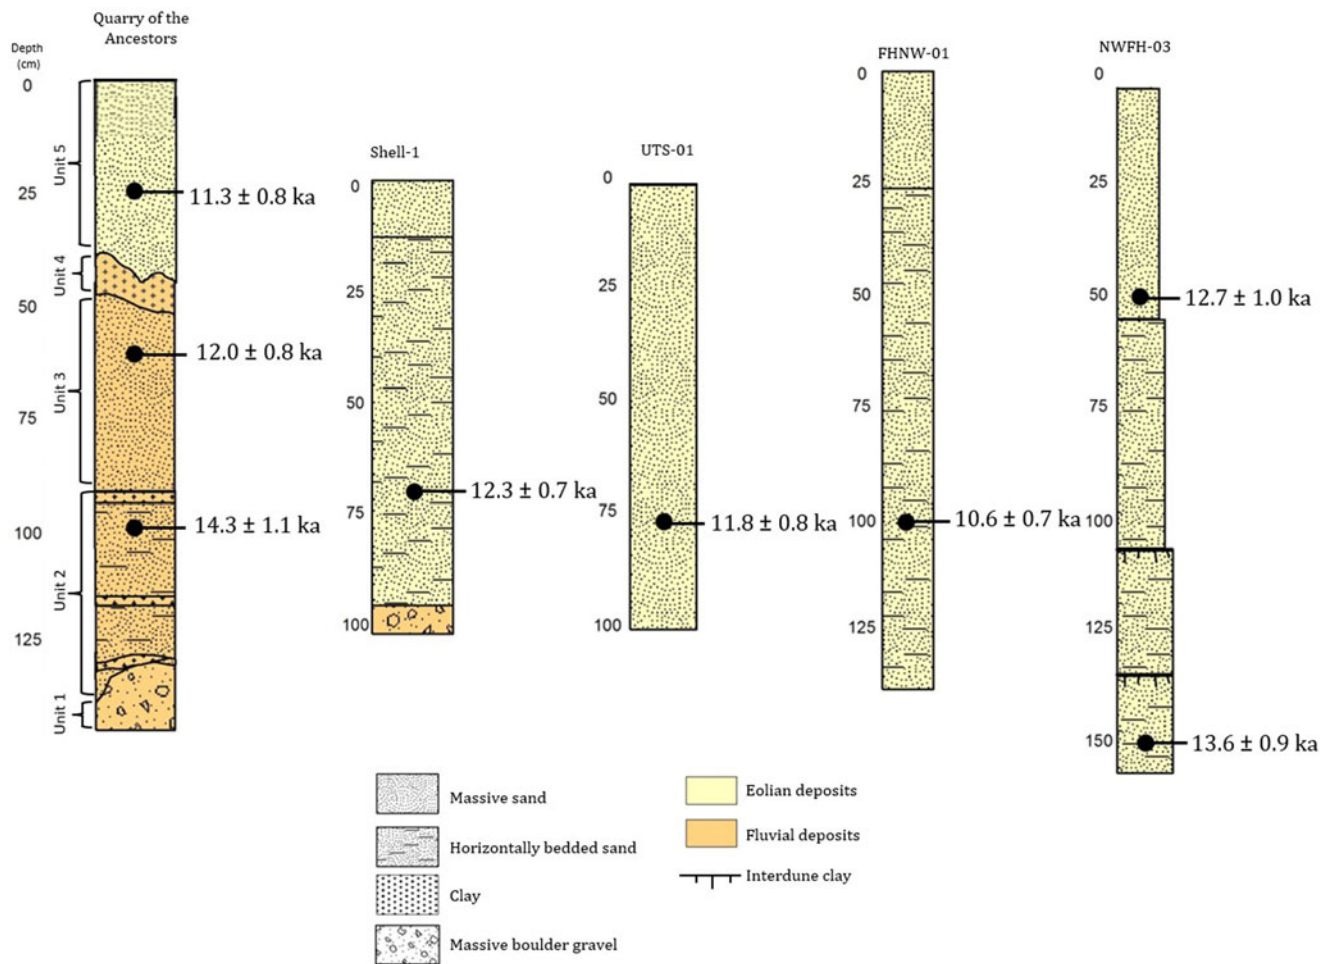 Quarry of the
Ancestors
Depth
(cm)
0
25
50
75
100
125
Unit 5
Unit 4
Unit 3
Unit 2
Unit 1
11.3 ± 0.8 ka
12.0 ± 0.8 ka
14.3 ± 1.1 ka
Shell-1
0
25
50
75
100
12.3 ± 0.7 ka
UTS-01
0
25
50
75
100
11.8 ± 0.8 ka
FHNW-01
0
25
50
75
100
125
10.6 ± 0.7 ka
NWFH-03
0
25
50
75
100
125
150
12.7 ± 1.0 ka
13.6 ± 0.9 ka
Massive sand
Horizontally bedded sand
Clay
Massive boulder gravel
Eolian deposits
Fluvial deposits
Interdune clay